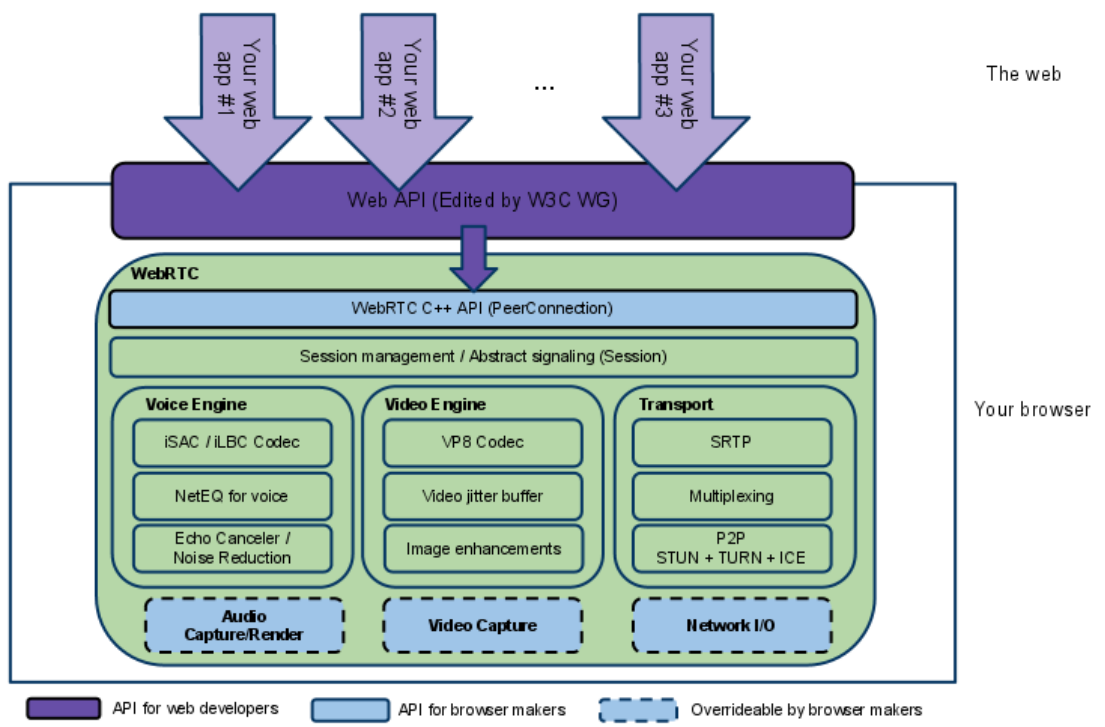 Your web
app #1
Your web
app #2
...
Your web
app #3
The web
Web API (Edited by W3C WG)
WebRTC
WebRTC C++ API (PeerConnection)
Session management / Abstract signaling (Session)
Your browser
Voice Engine
iSAC / iLBC Codec
NetEQ for voice
Echo Canceler /
Noise Reduction
Video Engine
VP8 Codec
Video jitter buffer
Image enhancements
Transport
SRTP
Multiplexing
P2P
STUN + TURN + ICE
Audio
Capture/Render
Video Capture
Network I/O
API for web developers
API for browser makers
Overrideable by browser makers